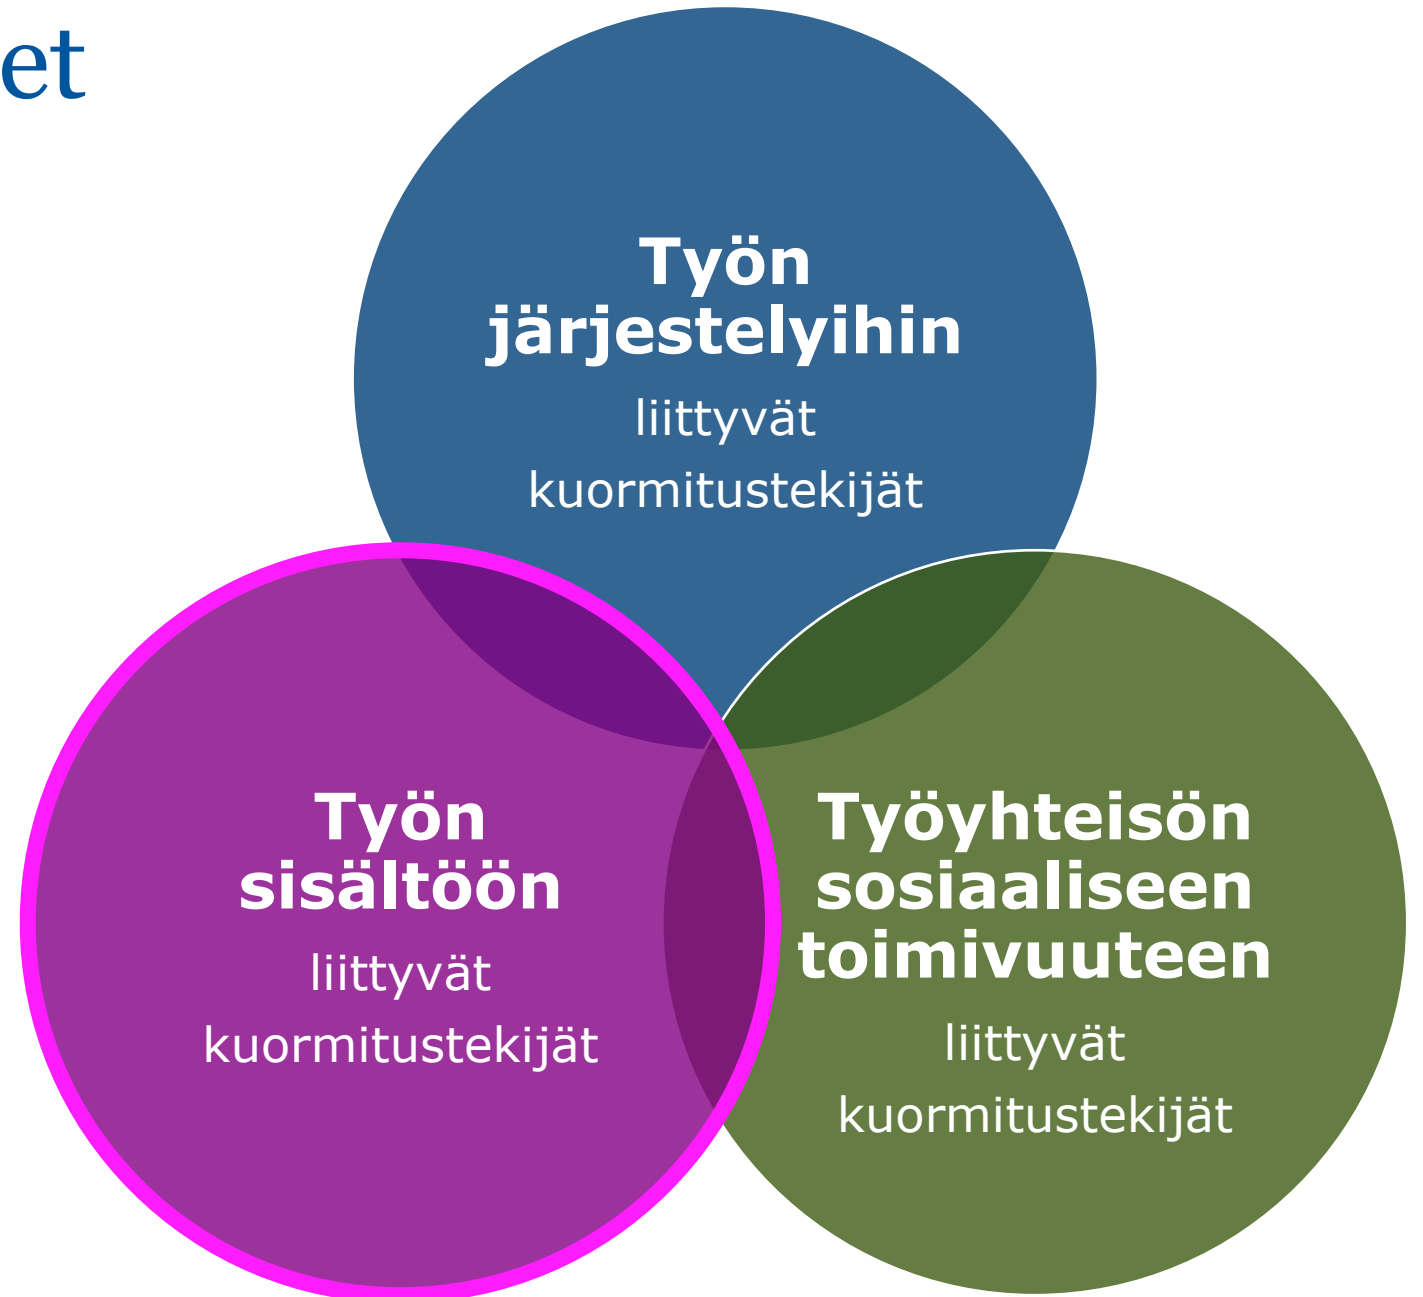 et
Työn
järjestelyihin
liittyvät
kuormitustekijät
Työn
sisältöön
liittyvät
kuormitustekijät
Työyhteisön
sosiaaliseen
toimivuuteen
liittyvät
kuormitustekijät